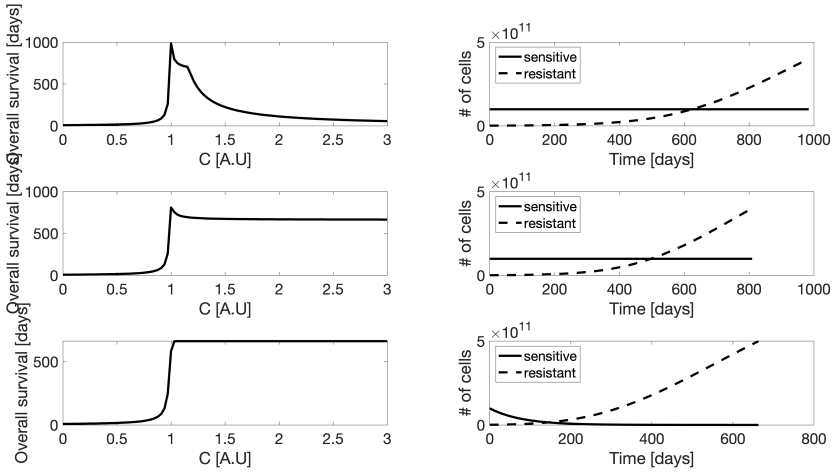 Overall survival [days]
1000
500
0
0 0.5 1 1.5 2 2.5 3
C [A.U]
×10^11
5
# of cells
0
sensitive
resistant
0 200 400 600 800 1000
Time [days]
Overall survival [days]
1000
500
0
0 0.5 1 1.5 2 2.5 3
C [A.U]
×10^11
5
# of cells
0
sensitive
resistant
0 200 400 600 800 1000
Time [days]
Overall survival [days]
500
0
0 0.5 1 1.5 2 2.5 3
C [A.U]
×10^11
5
# of cells
0
sensitive
resistant
0 200 400 600 800
Time [days]